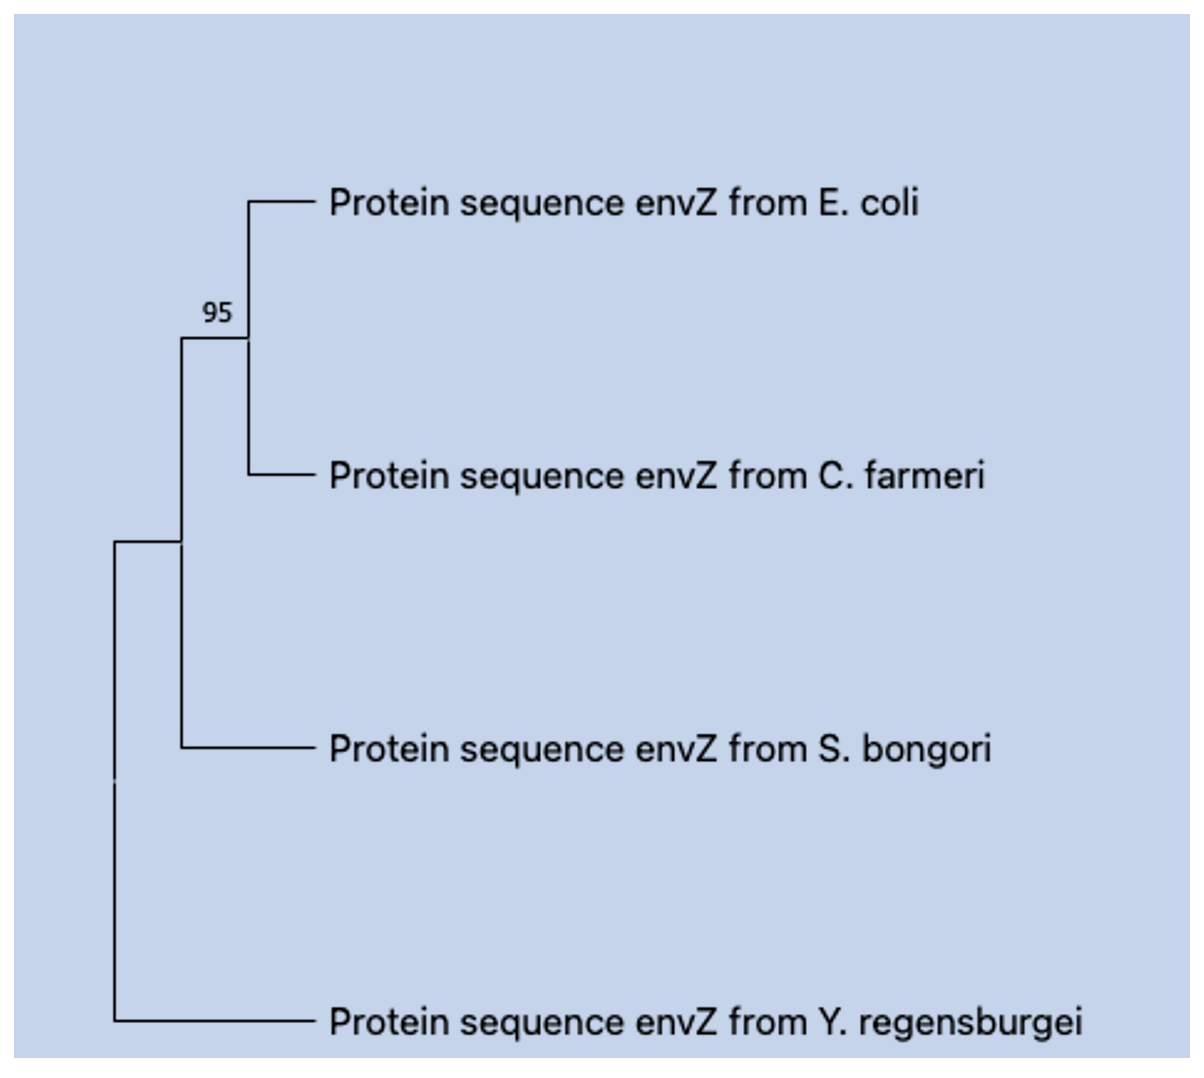 Protein sequence envZ from E. coli
95
Protein sequence envZ from C. farmeri
Protein sequence envZ from S. bongori
Protein sequence envZ from Y. regensburgei